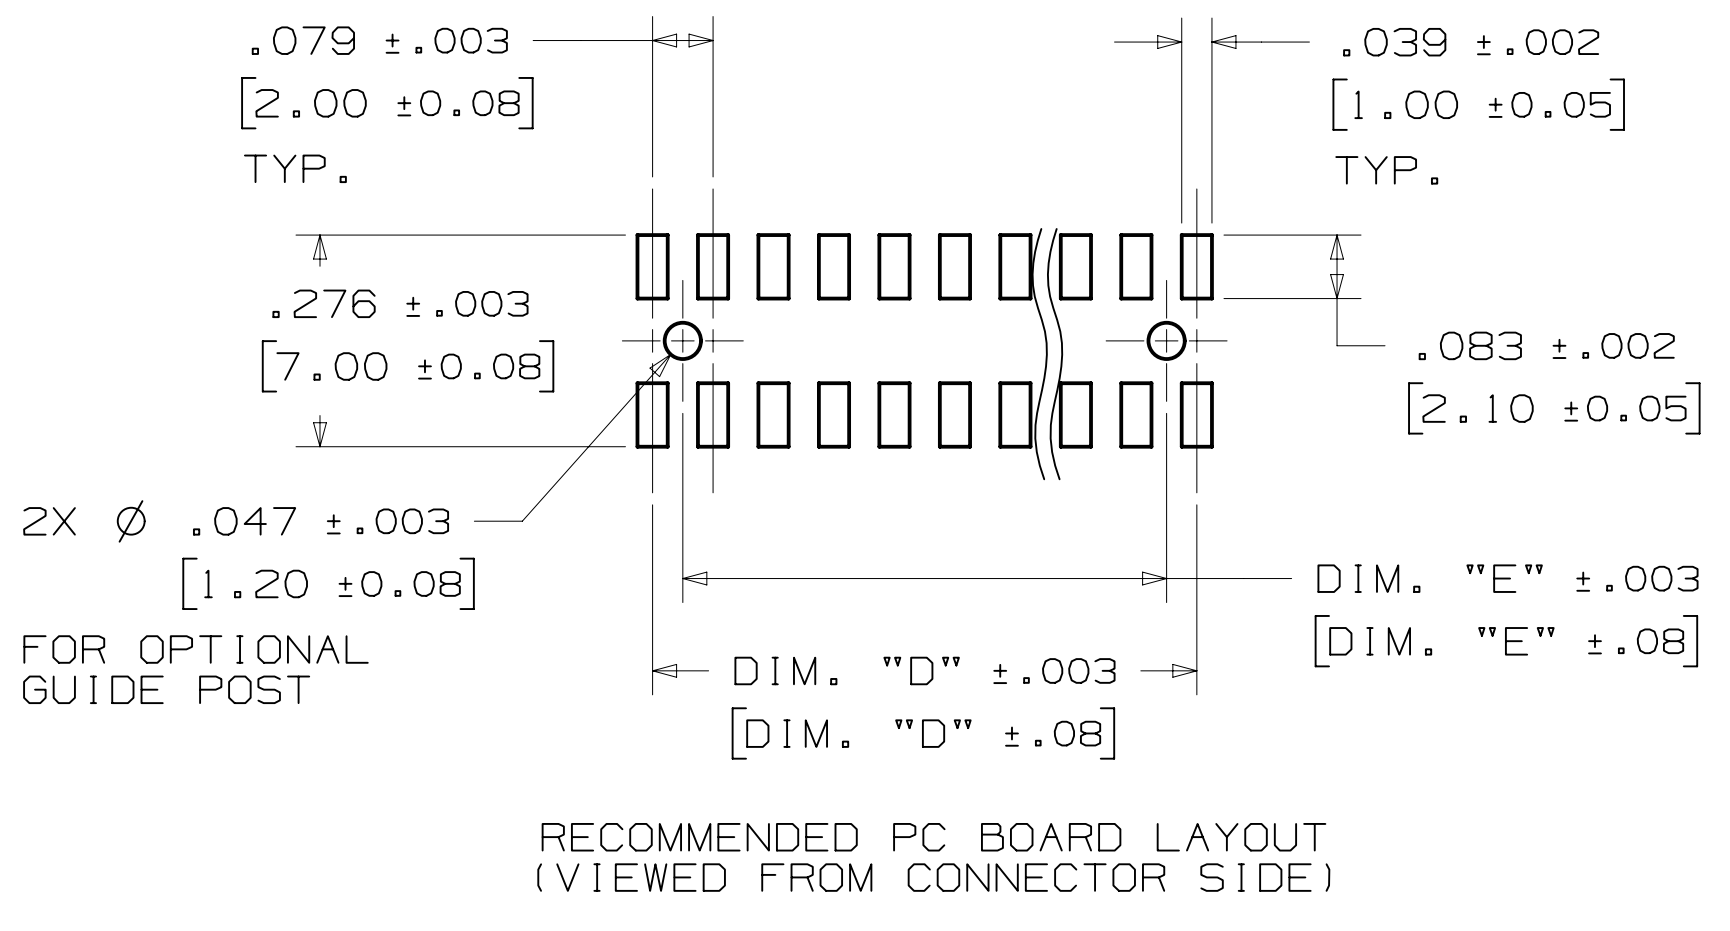 .079 ±.003
[2.00 ±0.08]
TYP.
.039 ±.002
[1.00 ±0.05]
TYP.
.276 ±.003
[7.00 ±0.08]
.083 ±.002
[2.10 ±0.05]
2X Ø .047 ±.003
[1.20 ±0.08]
FOR OPTIONAL
GUIDE POST
DIM. "E" ±.003
[DIM. "E" ±.08]
DIM. "D" ±.003
[DIM. "D" ±.08]
RECOMMENDED PC BOARD LAYOUT
(VIEWED FROM CONNECTOR SIDE)